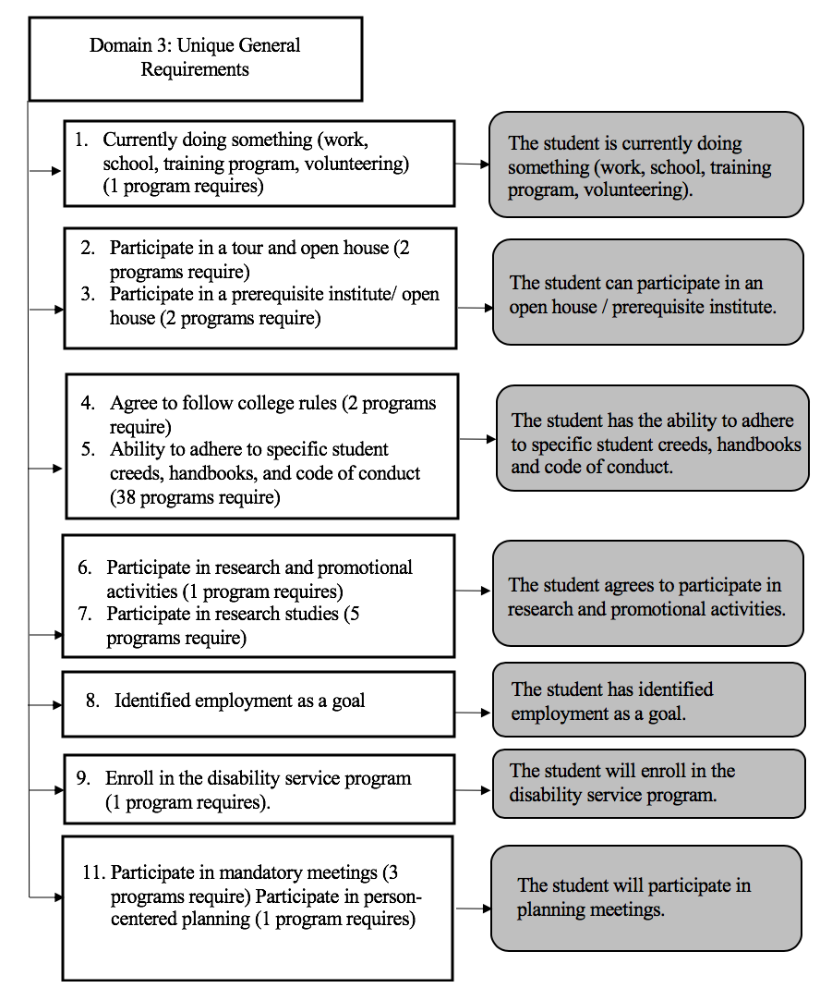 Domain 3: Unique General
Requirements
1. Currently doing something (work,
school, training program, volunteering)
(1 program requires)
The student is currently doing
something (work, school, training
program, volunteering).
2. Participate in a tour and open house (2
programs require)
3. Participate in a prerequisite institute/ open
house (2 programs require)
The student can participate in an
open house / prerequisite institute.
4. Agree to follow college rules (2 programs
require)
5. Ability to adhere to specific student
creeds, handbooks, and code of conduct
(38 programs require)
The student has the ability to adhere
to specific student creeds, handbooks
and code of conduct.
6. Participate in research and promotional
activities (1 program requires)
7. Participate in research studies (5
programs require)
The student agrees to participate in
research and promotional activities.
8. Identified employment as a goal
The student has identified
employment as a goal.
9. Enroll in the disability service program
(1 program requires).
The student will enroll in the
disability service program.
11. Participate in mandatory meetings (3
programs require) Participate in person-
centered planning (1 program requires)
The student will participate in
planning meetings.